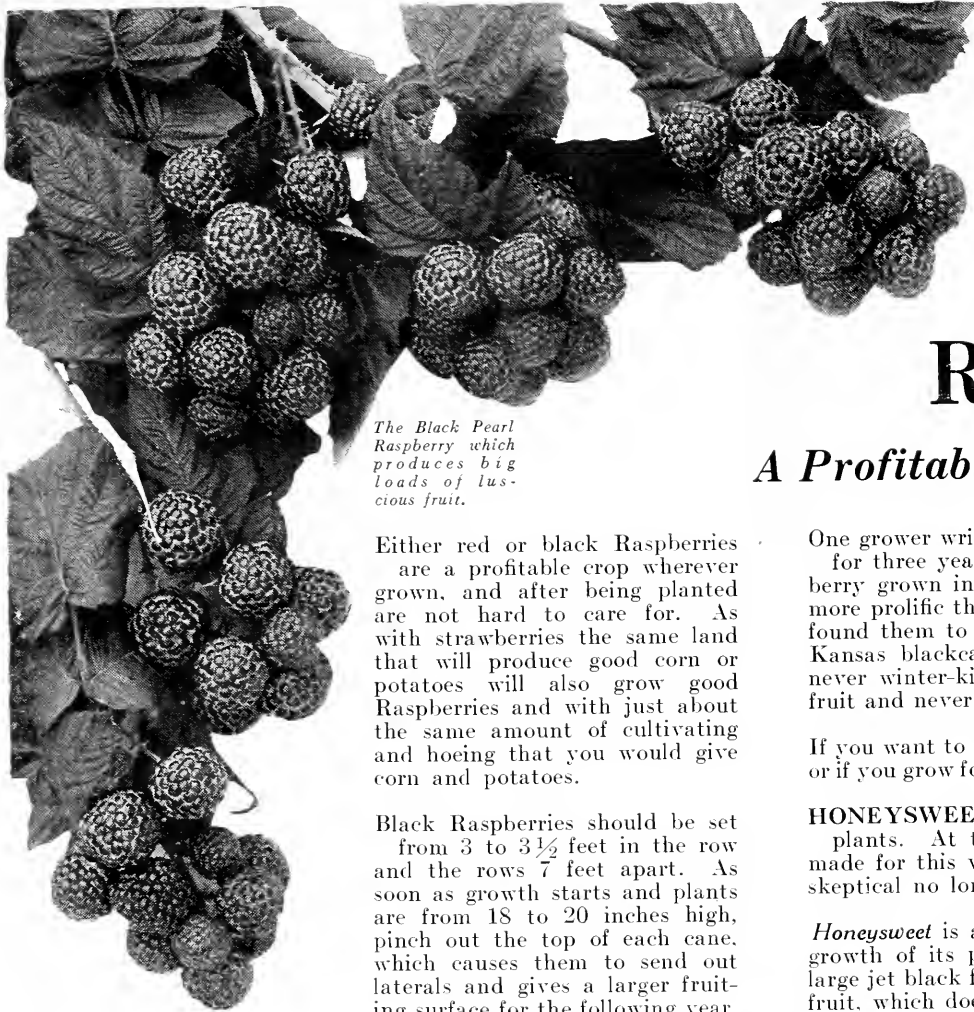 The Black Pearl
Raspberry which
produces big
loads of lus-
cious fruit.
Either red or black Raspberries
are a profitable crop wherever
grown, and after being planted
are not hard to care for. As
with strawberries the same land
that will produce good corn or
potatoes will also grow good
Raspberries and with just about
the same amount of cultivating
and hoeing that you would give
corn and potatoes.
Black Raspberries should be set
from 3 to 3½ feet in the row
and the rows 7 feet apart. As
soon as growth starts and plants
are from 18 to 20 inches high,
pinch out the top of each cane,
which causes them to send out
laterals and gives a larger fruit-
ing surface for the following year.
R
A Profitab
One grower wri
for three yea
berry grown in
more prolific th
found them to
Kansas blackca
never winter-ki
fruit and never
If you want to
or if you grow fo
HONEYSWEE
plants. At t
made for this v
skeptical no lon
Honeysweet is a
growth of its p
large jet black f
fruit, which doe